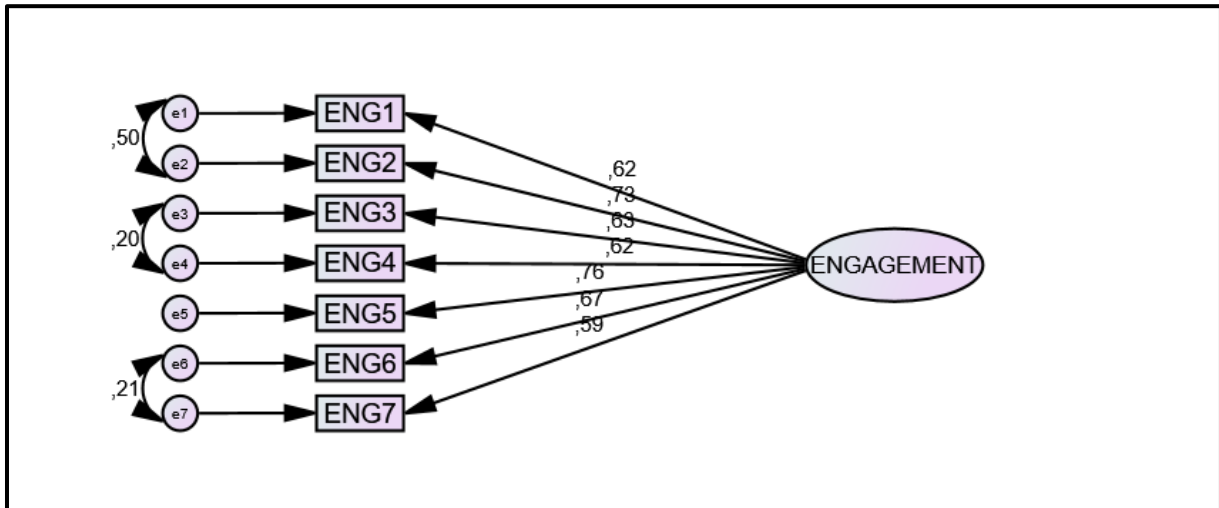 e1
ENG1
,50
e2
ENG2
,62
,73
e3
ENG3
,63
,20
e4
ENG4
,62
ENGAGEMENT
,76
e5
ENG5
,67
,59
e6
ENG6
,21
e7
ENG7